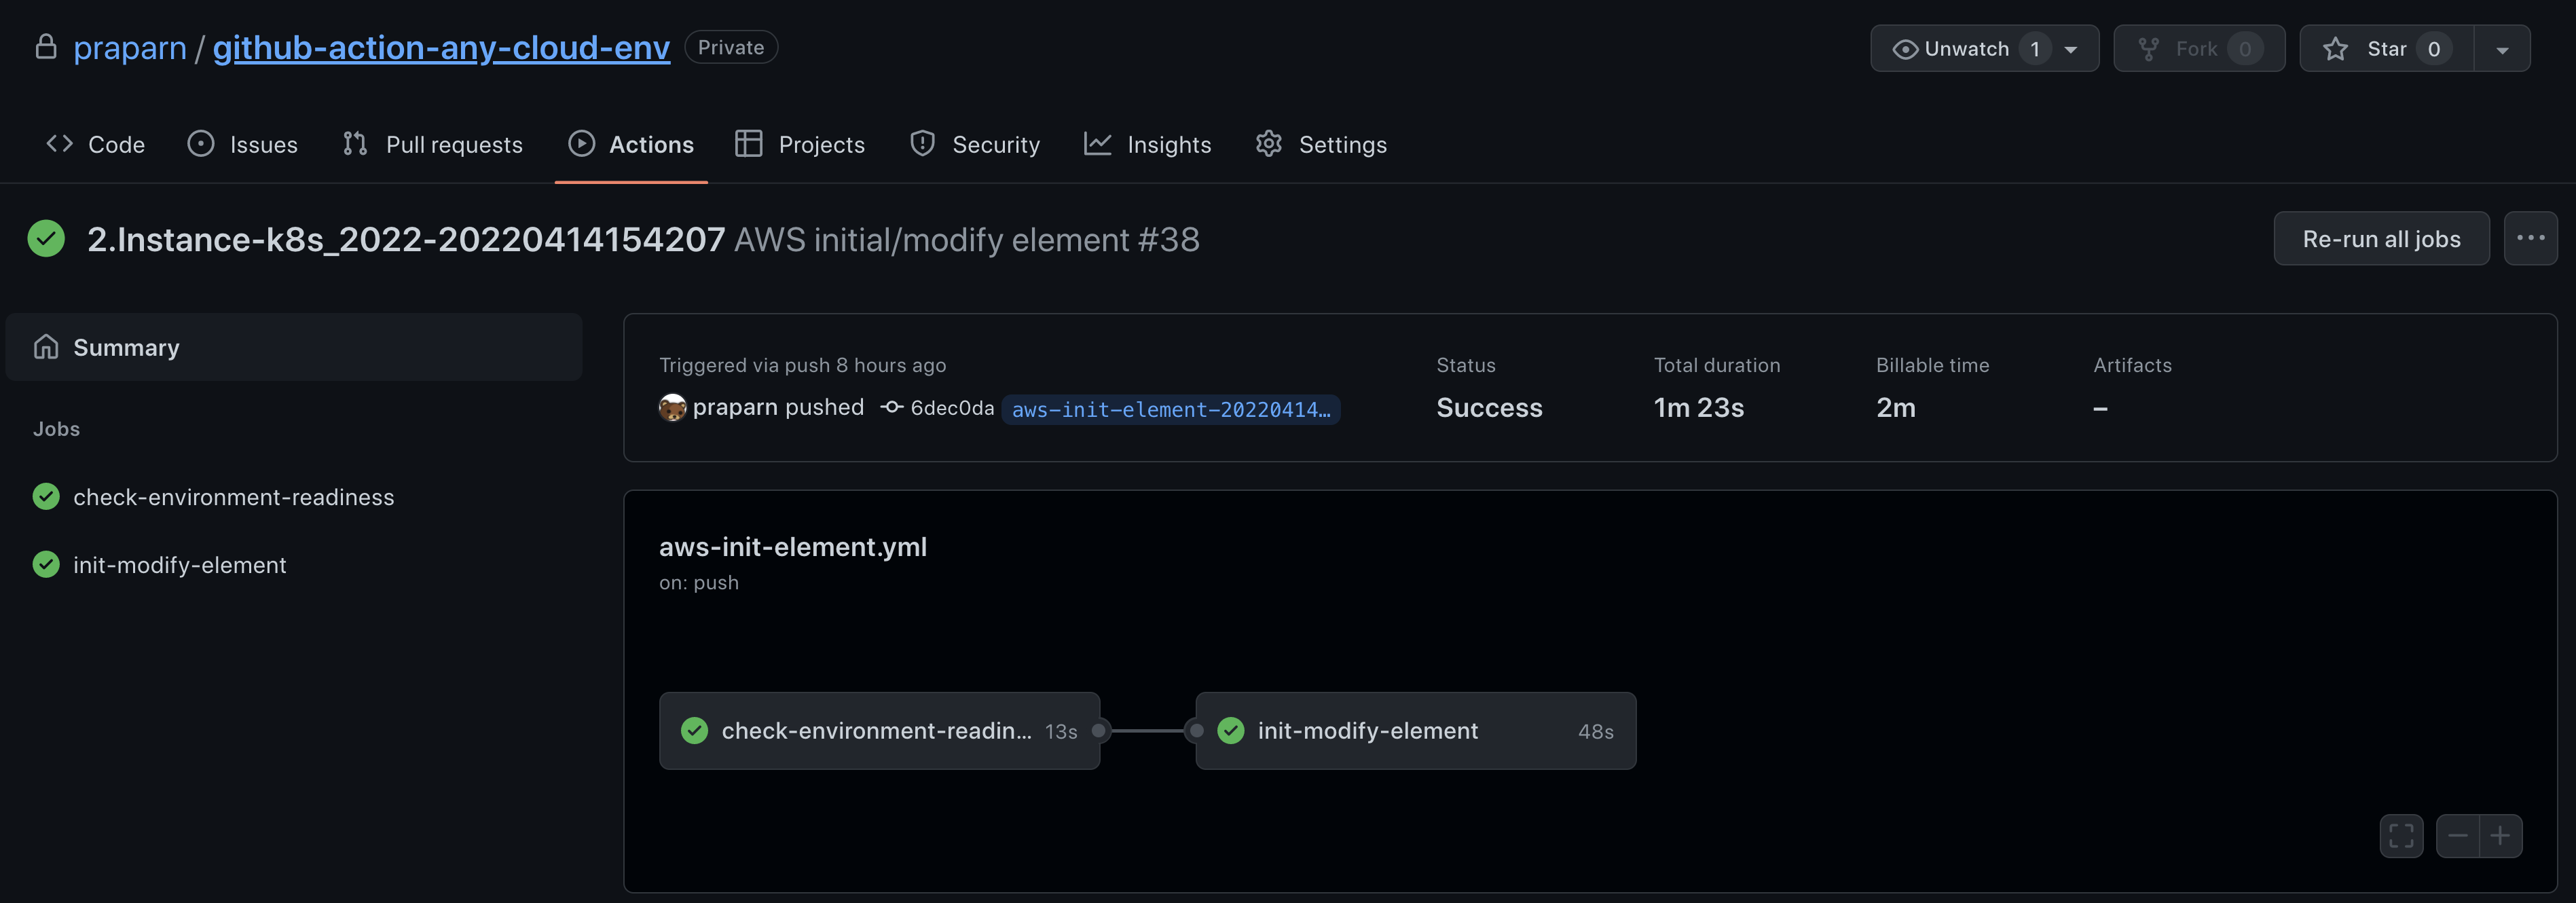 praparn / github-action-any-cloud-env Private
Unwatch 1 Fork 0 Star 0
Code Issues Pull requests Actions Projects Security Insights Settings
2.Instance-k8s_2022-20220414154207 AWS initial/modify element #38
Re-run all jobs
Summary
Jobs
check-environment-readiness
init-modify-element
Triggered via push 8 hours ago
praparn pushed 6dec0da aws-init-element-20220414…
Status
Success
Total duration
1m 23s
Billable time
2m
Artifacts
–
aws-init-element.yml
on: push
check-environment-readin… 13s
init-modify-element 48s